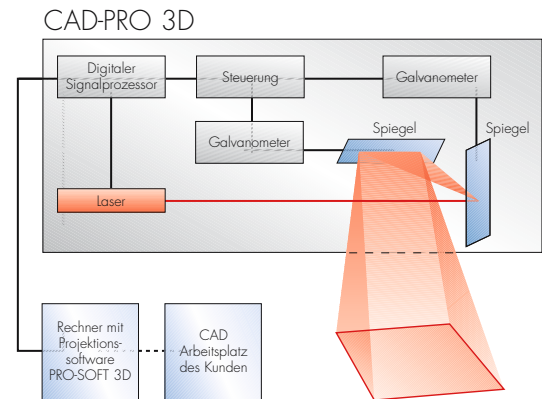 CAD-PRO 3D
Digitaler
Signalprozessor
Steuerung
Galvanometer
Galvanometer
Spiegel
Spiegel
Laser
Rechner mit
Projektions-
software
PRO-SOFT 3D
CAD
Arbeitsplatz
des Kunden